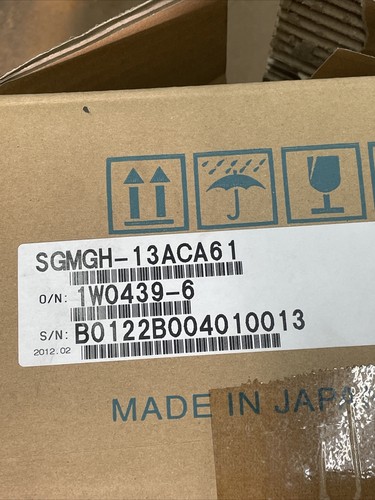 SGMGH-13ACA61
O/N: 1W0439-6
S/N: B0122B004010013
2012.02
MADE IN JAPA